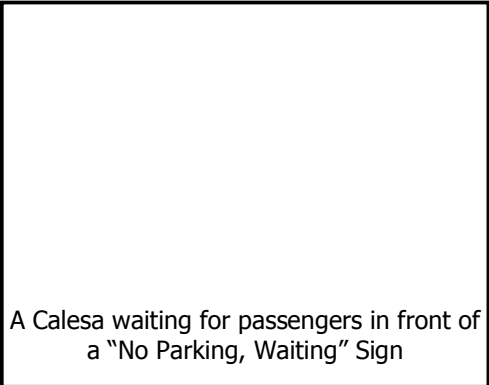 A Calesa waiting for passengers in front of
a “No Parking, Waiting” Sign